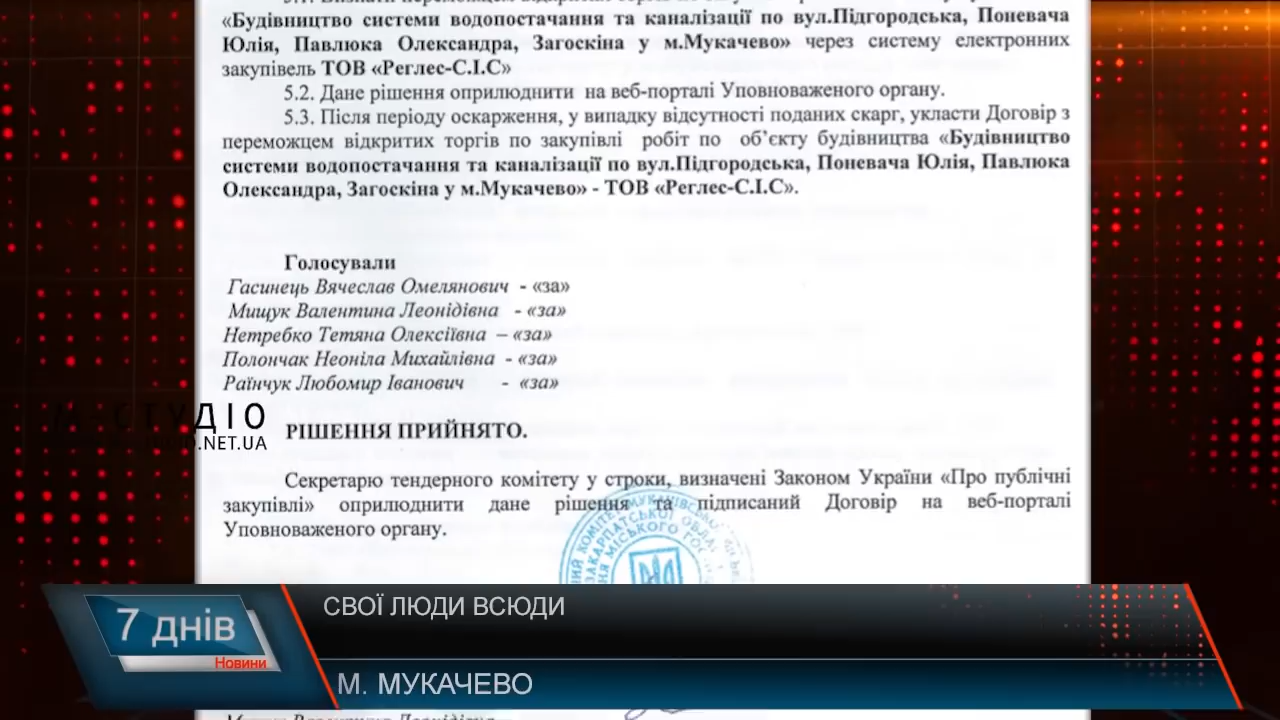 «Будівництво системи водопостачання та каналізації по вул.Підгородська, Поневача
Юлія, Павлюка Олександра, Загоскіна у м.Мукачево» через систему електронних
закупівель ТОВ «Реглес-С.І.С»
5.2. Дане рішення оприлюднити на веб-порталі Уповноваженого органу.
5.3. Після періоду оскарження, у випадку відсутності поданих скарг, укласти Договір з
переможцем відкритих торгів по закупівлі робіт по об’єкту будівництва «Будівництво
системи водопостачання та каналізації по вул.Підгородська, Поневача Юлія, Павлюка
Олександра, Загоскіна у м.Мукачево» - ТОВ «Реглес-С.І.С».
Голосували
Гасинець Вячеслав Омелянович - «за»
Мищук Валентина Леонідівна - «за»
Нетребко Тетяна Олексіївна – «за»
Полончак Неоніла Михайлівна - «за»
Раїнчук Любомир Іванович - «за»
М-СТУДІО
.NET.UA
РІШЕННЯ ПРИЙНЯТО.
Секретарю тендерного комітету у строки, визначені Законом України «Про публічні
закупівлі» оприлюднити дане рішення та підписаний Договір на веб-порталі
Уповноваженого органу.
7 днів
Новини
СВОЇ ЛЮДИ ВСЮДИ
М. МУКАЧЕВО